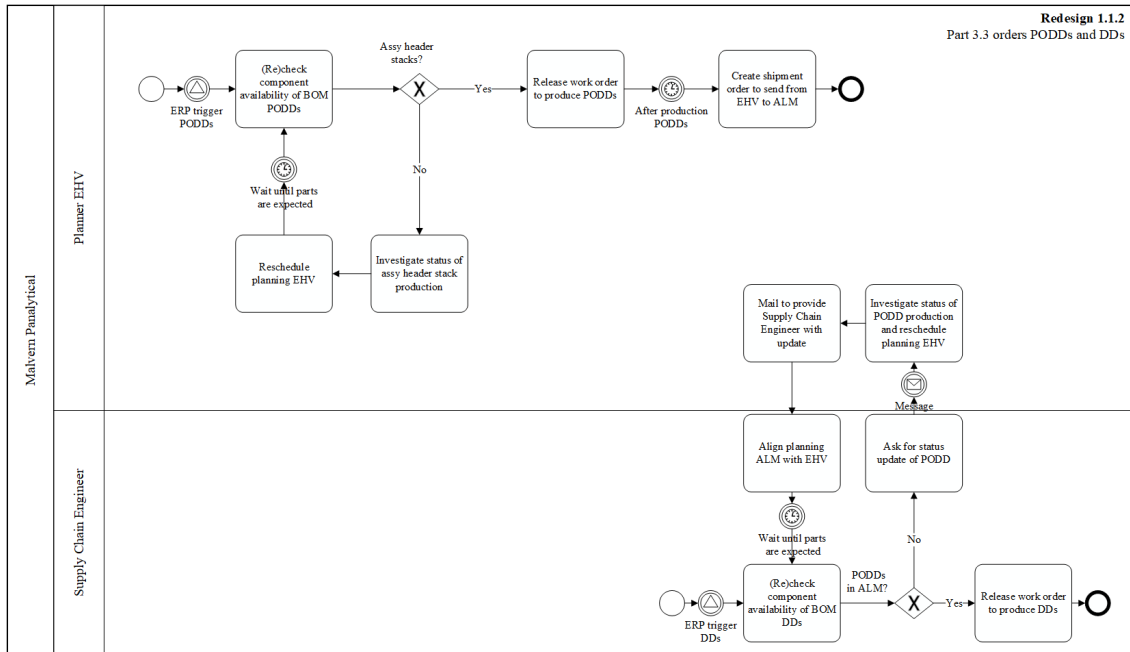 Redesign 1.1.2
Part 3.3 orders PODDs and DDs
Malvern Panalytical
Planner EHV
ERP trigger
PODDs
(Re)check
component
availability of BOM
PODDs
Assy header
stacks?
Yes
No
Release work order
to produce PODDs
After production
PODDs
Create shipment
order to send from
EHV to ALM
Wait until parts
are expected
Reschedule
planning EHV
Investigate status of
assy header stack
production
Mail to provide
Supply Chain
Engineer with
update
Investigate status of
PODD production
and reschedule
planning EHV
Message
Supply Chain Engineer
Align planning
ALM with EHV
Ask for status
update of PODD
Wait until parts
are expected
No
ERP trigger
DDs
(Re)check
component
availability of BOM
DDs
PODDs
in ALM?
Yes
Release work order
to produce DDs